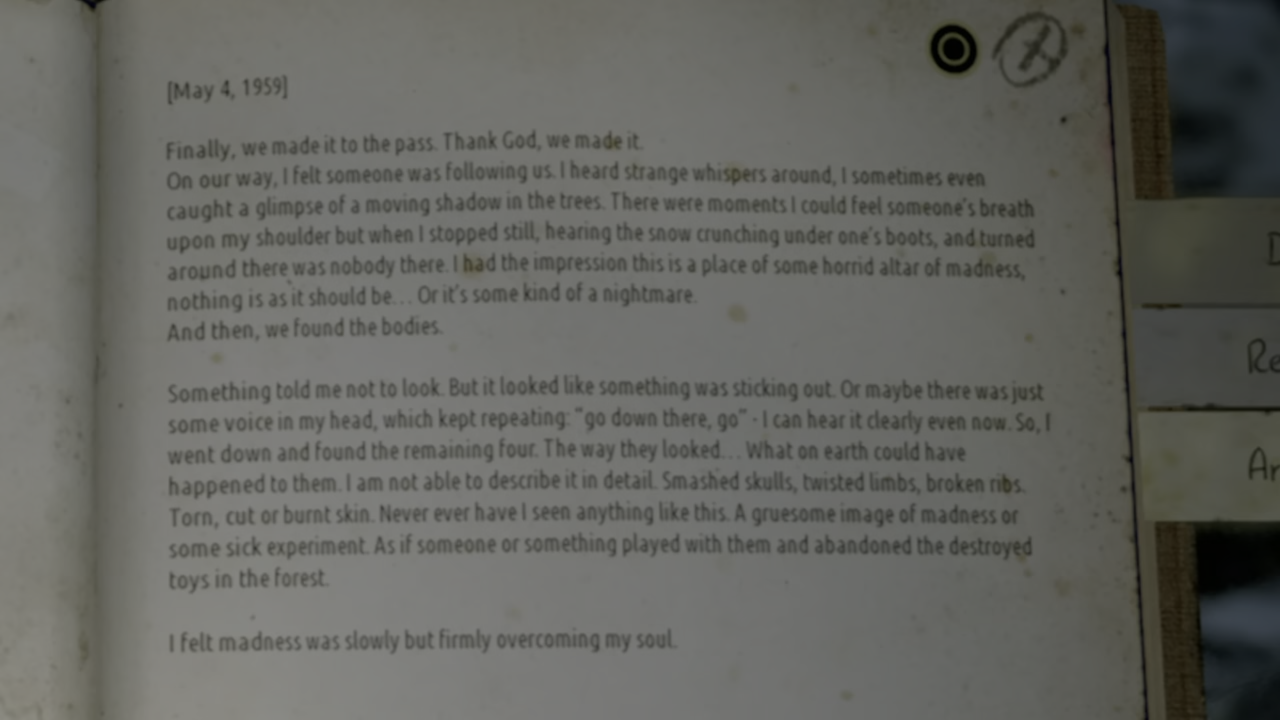 [May 4, 1959]
Finally, we made it to the pass. Thank God, we made it.
On our way, I felt someone was following us. I heard strange whispers around, I sometimes even
caught a glimpse of a moving shadow in the trees. There were moments I could feel someone's breath
upon my shoulder but when I stopped still, hearing the snow crunching under one's boots, and turned
around there was nobody there. I had the impression this is a place of some horrid altar of madness,
nothing is as it should be... Or it's some kind of a nightmare.
And then, we found the bodies.
Something told me not to look. But it looked like something was sticking out. Or maybe there was just
some voice in my head, which kept repeating: "go down there, go" - I can hear it clearly even now. So, I
went down and found the remaining four. The way they looked... What on earth could have
happened to them. I am not able to describe it in detail. Smashed skulls, twisted limbs, broken ribs.
Torn, cut or burnt skin. Never ever have I seen anything like this. A gruesome image of madness or
some sick experiment. As if someone or something played with them and abandoned the destroyed
toys in the forest.
I felt madness was slowly but firmly overcoming my soul.
Re
Ar